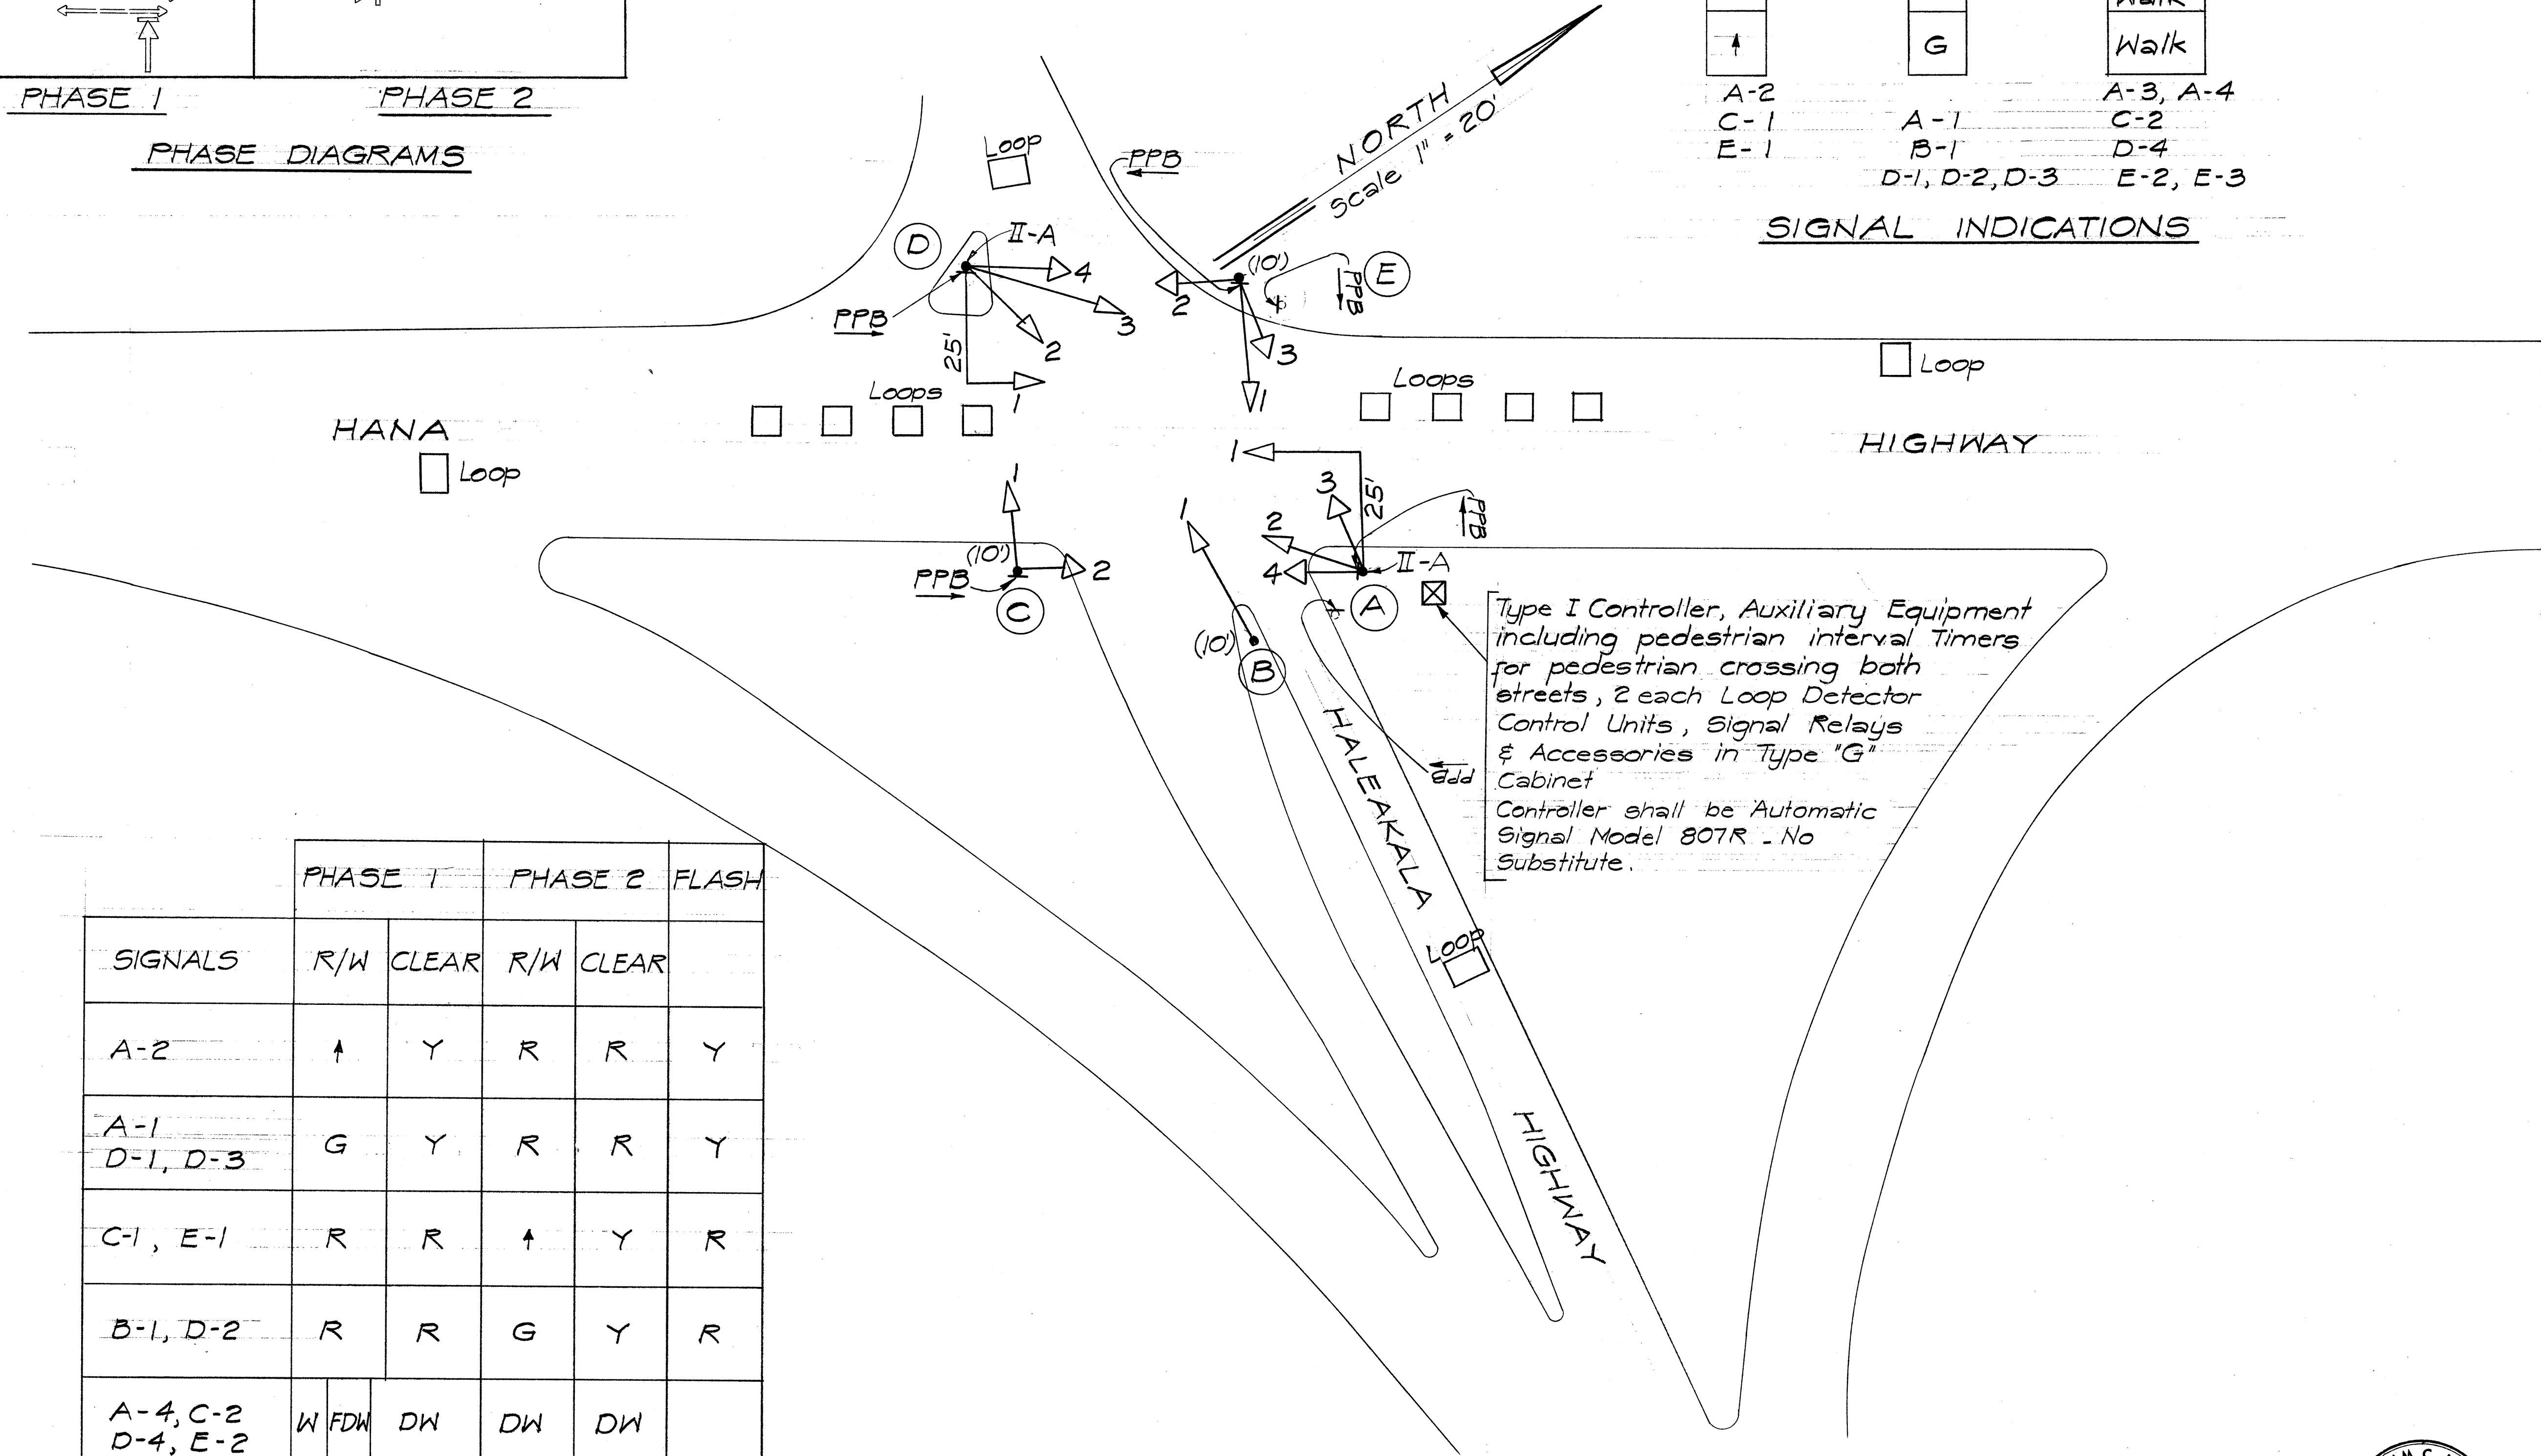 Walk
↑
G
Walk
PHASE 1
PHASE 2
PHASE DIAGRAMS
A-2
C-1
E-1
A-1
B-1
D-1, D-2, D-3
A-3, A-4
C-2
D-4
E-2, E-3
SIGNAL INDICATIONS
NORTH
Scale 1" = 20'
Loop
PPB
D
II-A
4
3
2
1
25'
PPB
(10')
E
PPB
2
3
1
Loops
Loops
Loop
HANA
HIGHWAY
Loop
1
(10')
2
PPB
C
1
(10')
B
1
3
2
4
25'
PPB
II-A
A
PPB
Type I Controller, Auxiliary Equipment
including pedestrian interval Timers
for pedestrian crossing both
streets, 2 each Loop Detector
Control Units, Signal Relays
& Accessories in Type "G"
Cabinet
Controller shall be Automatic
Signal Model 807R - No
Substitute.
HALEAKALA
Loop
HIGHWAY
PHASE 1 PHASE 2 FLASH
SIGNALS R/W CLEAR R/W CLEAR
A-2 ↑ Y R R Y
A-1
D-1, D-3 G Y R R Y
C-1, E-1 R R ↑ Y R
B-1, D-2 R R G Y R
A-4, C-2
D-4, E-2 W FDW DW DW DW